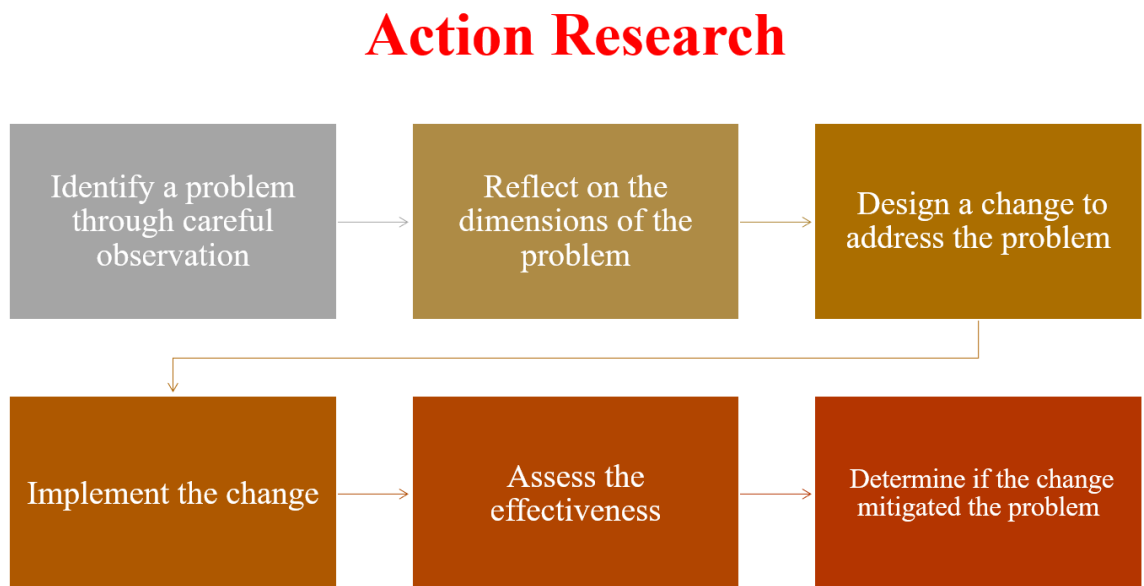 Action Research
Identify a problem
through careful
observation
Reflect on the
dimensions of the
problem
Design a change to
address the problem
Implement the change
Assess the
effectiveness
Determine if the change
mitigated the problem